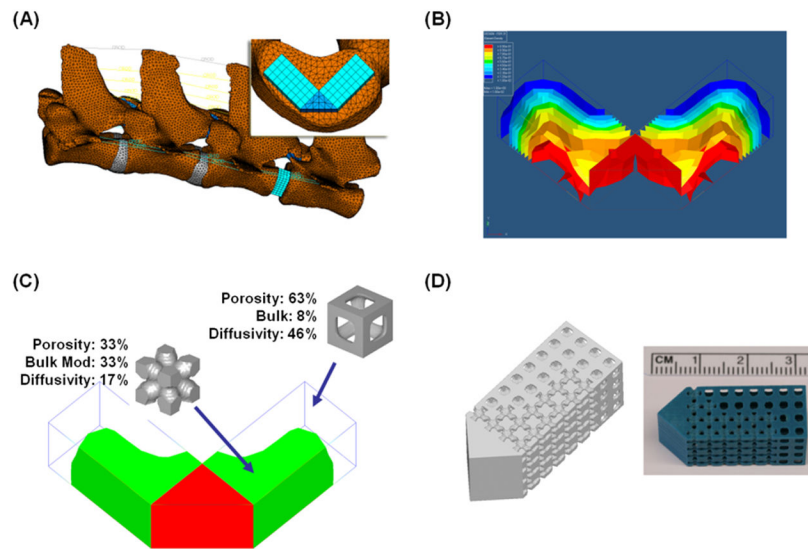 (A)
(B)
(C)
Porosity: 63%
Bulk: 8%
Diffusivity: 46%
Porosity: 33%
Bulk Mod: 33%
Diffusivity: 17%
(D)
CM 1 2 3